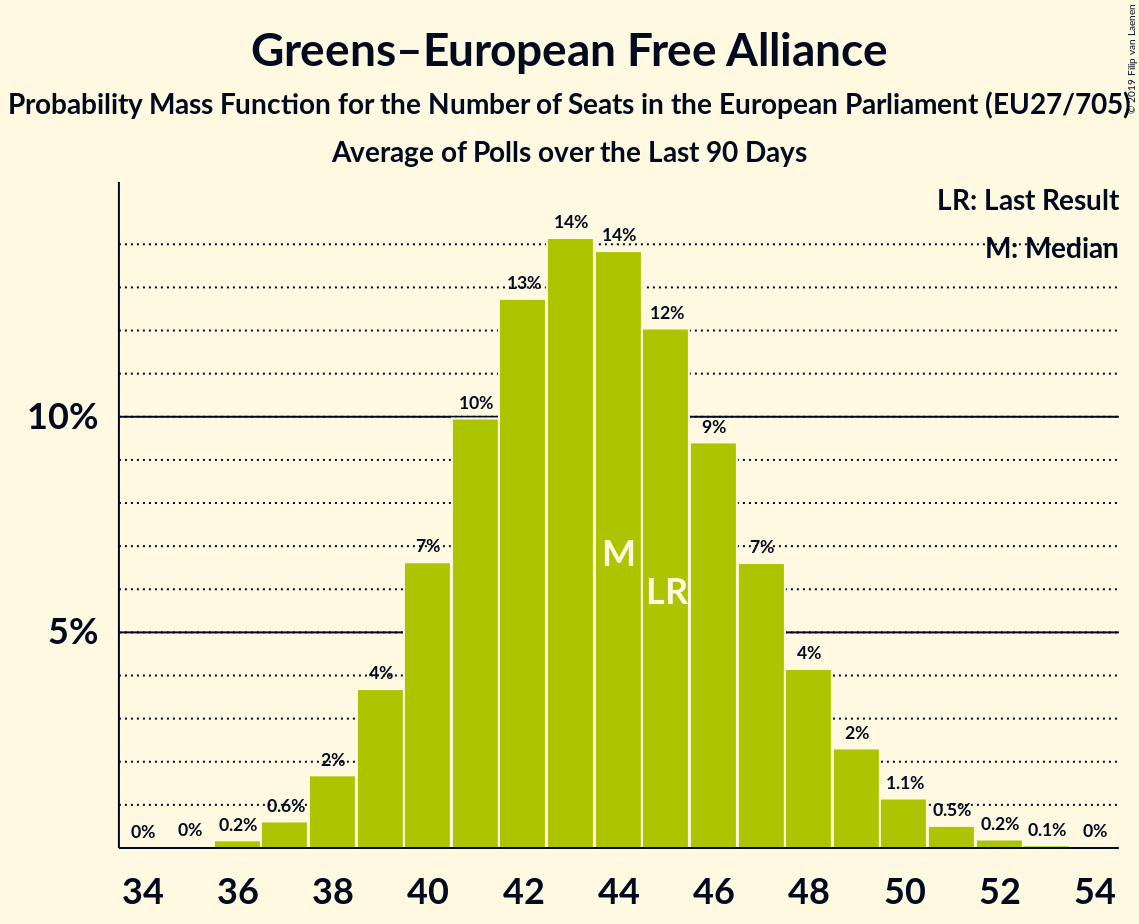 Greens–European Free Alliance
Probability Mass Function for the Number of Seats in the European Parliament (EU27/705)
Average of Polls over the Last 90 Days
© 2019 Filip van Laenen
LR: Last Result
M: Median
14%
14%
13%
12%
10%
10%
9%
7%
7%
M
LR
5%
4%
4%
2%
2%
1.1%
0.6%
0.5%
0%
0%
0.2%
0.2%
0.1%
0%
34 36 38 40 42 44 46 48 50 52 54